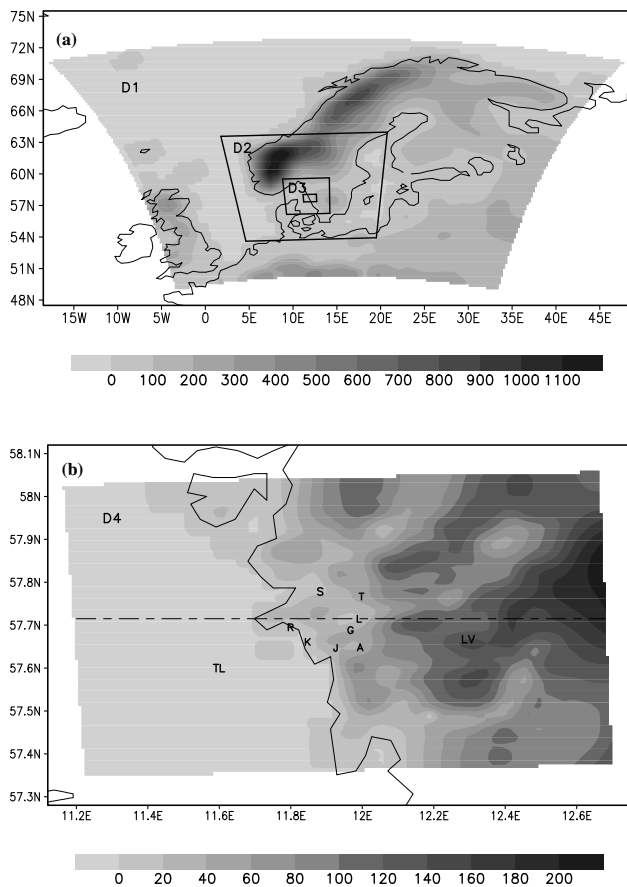 75N
(a)
72N
69N
D1
66N
63N
D2
60N
D3
57N
54N
51N
48N
15W 10W 5W 0 5E 10E 15E 20E 25E 30E 35E 40E 45E
0 100 200 300 400 500 600 700 800 900 1000 1100
58.1N
(b)
58N
D4
57.9N
57.8N
S T
57.7N
R L
G
K J A LV
57.6N
TL
57.5N
57.4N
57.3N
11.2E 11.4E 11.6E 11.8E 12E 12.2E 12.4E 12.6E
0 20 40 60 80 100 120 140 160 180 200